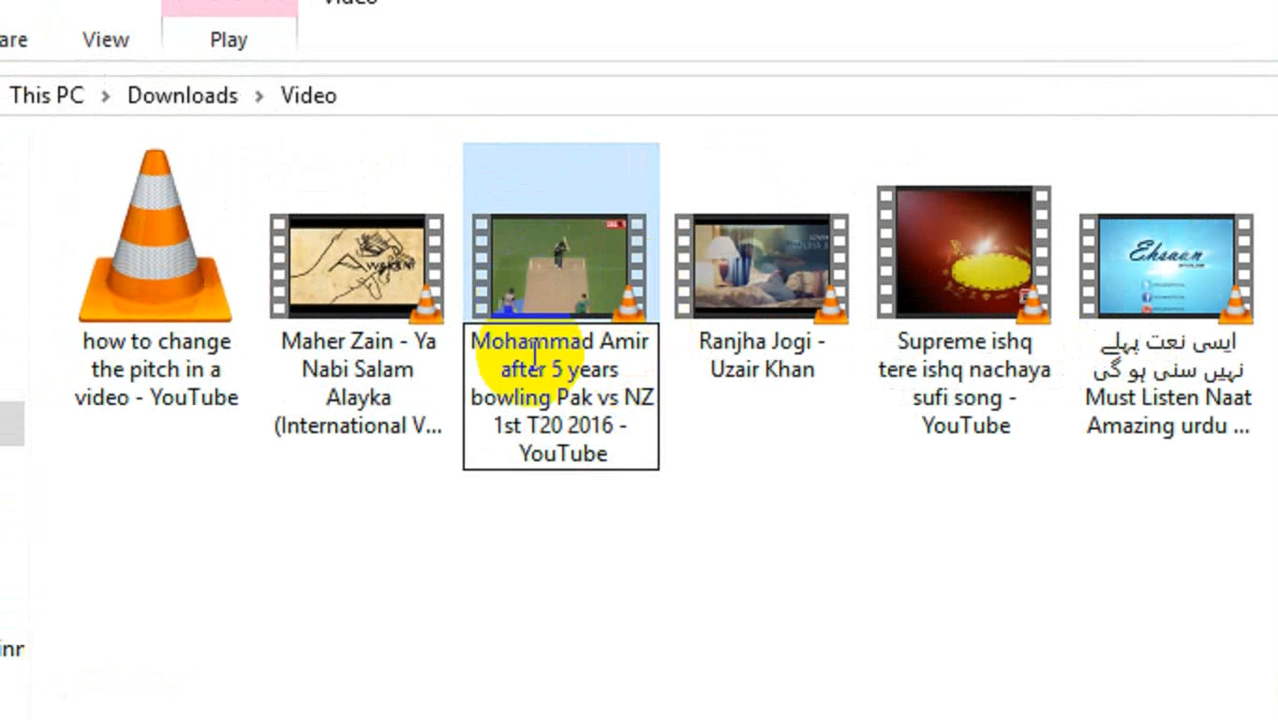 Video
are View Play
This PC > Downloads > Video
how to change
the pitch in a
video - YouTube
Maher Zain - Ya
Nabi Salam
Alayka
(International V...
Mohammad Amir
after 5 years
bowling Pak vs NZ
1st T20 2016 -
YouTube
Ranjha Jogi -
Uzair Khan
Supreme ishq
tere ishq nachaya
sufi song -
YouTube
Ehsaan
ایسی نعت پہلے
نہیں سنی ہو گی
Must Listen Naat
Amazing urdu ...